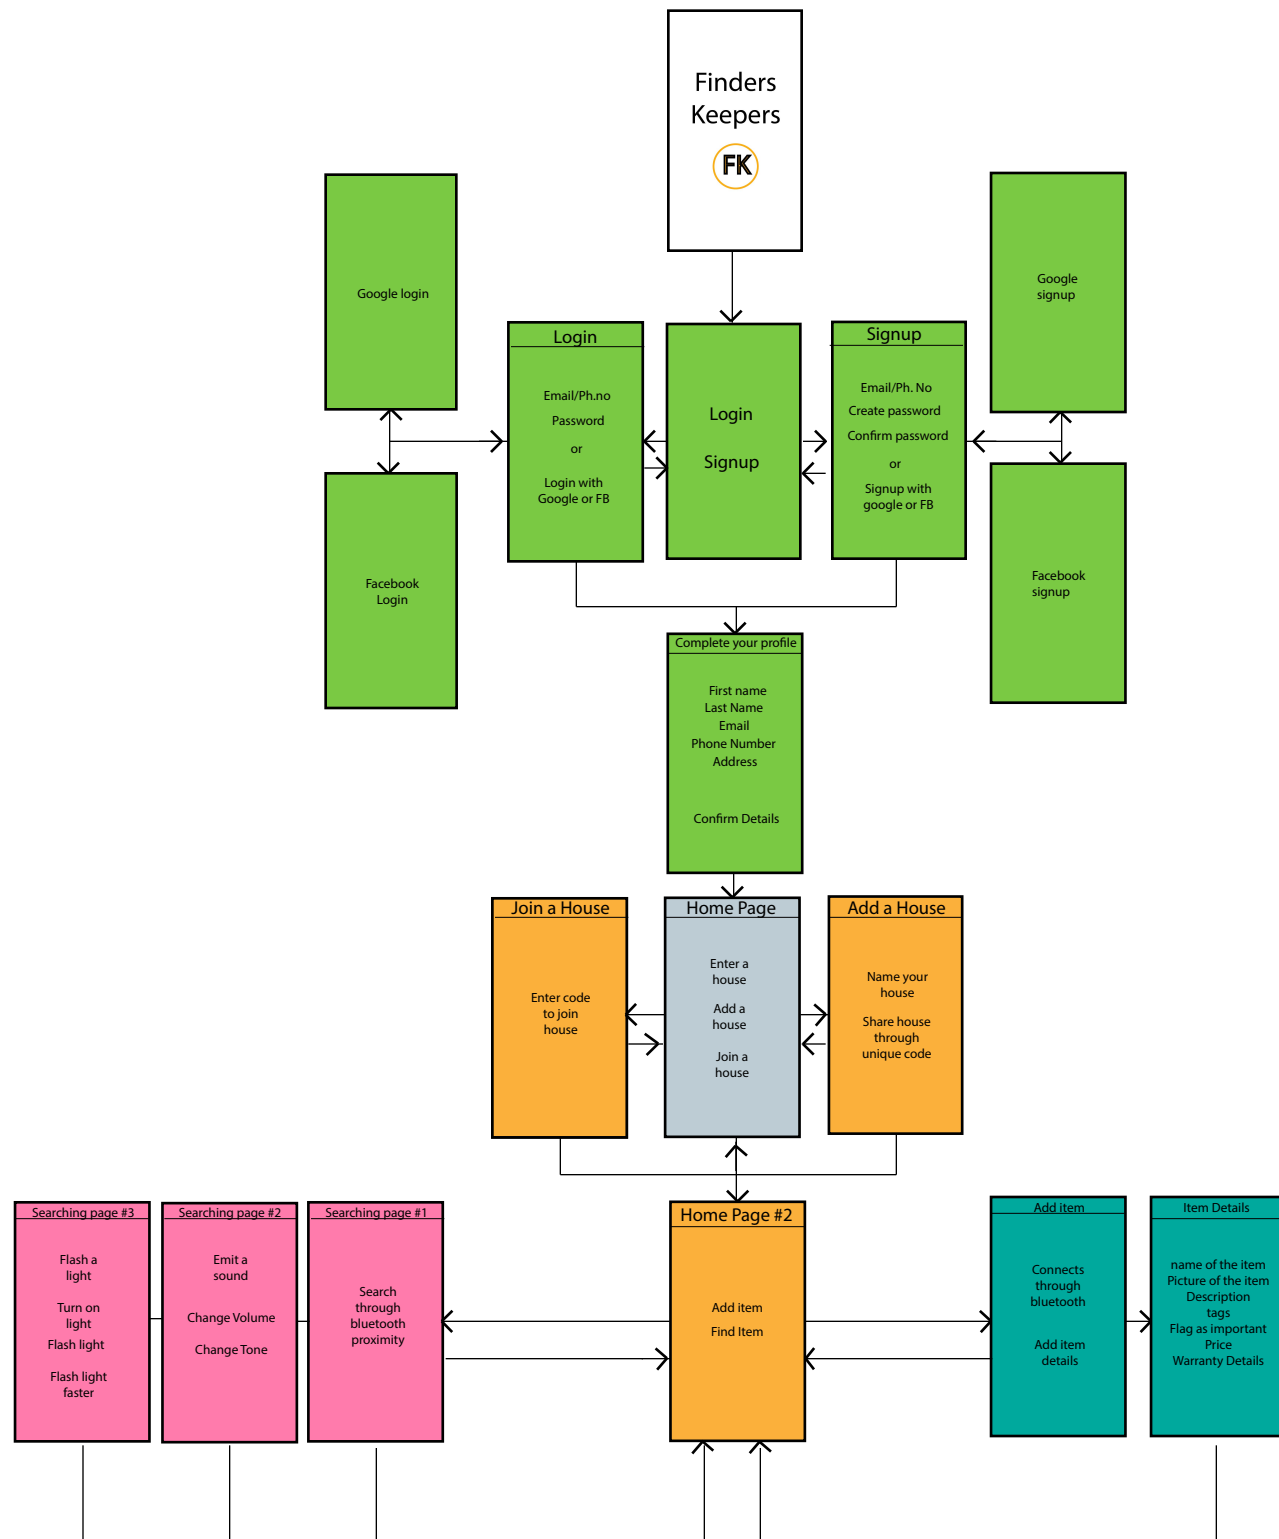 Finders
Keepers
FK
Google login
Google
signup
Login
Email/Ph.no
Password
or
Login with
Google or FB
Login
Signup
Signup
Email/Ph. No
Create password
Confirm password
or
Signup with
google or FB
Facebook
Login
Facebook
signup
Complete your profile
First name
Last Name
Email
Phone Number
Address
Confirm Details
Join a House
Enter code
to join
house
Home Page
Enter a
house
Add a
house
Join a
house
Add a House
Name your
house
Share house
through
unique code
Searching page #3
Flash a
light
Turn on
light
Flash light
Flash light
faster
Searching page #2
Emit a
sound
Change Volume
Change Tone
Searching page #1
Search
through
bluetooth
proximity
Home Page #2
Add item
Find Item
Add item
Connects
through
bluetooth
Add item
details
Item Details
name of the item
Picture of the item
Description
tags
Flag as important
Price
Warranty Details